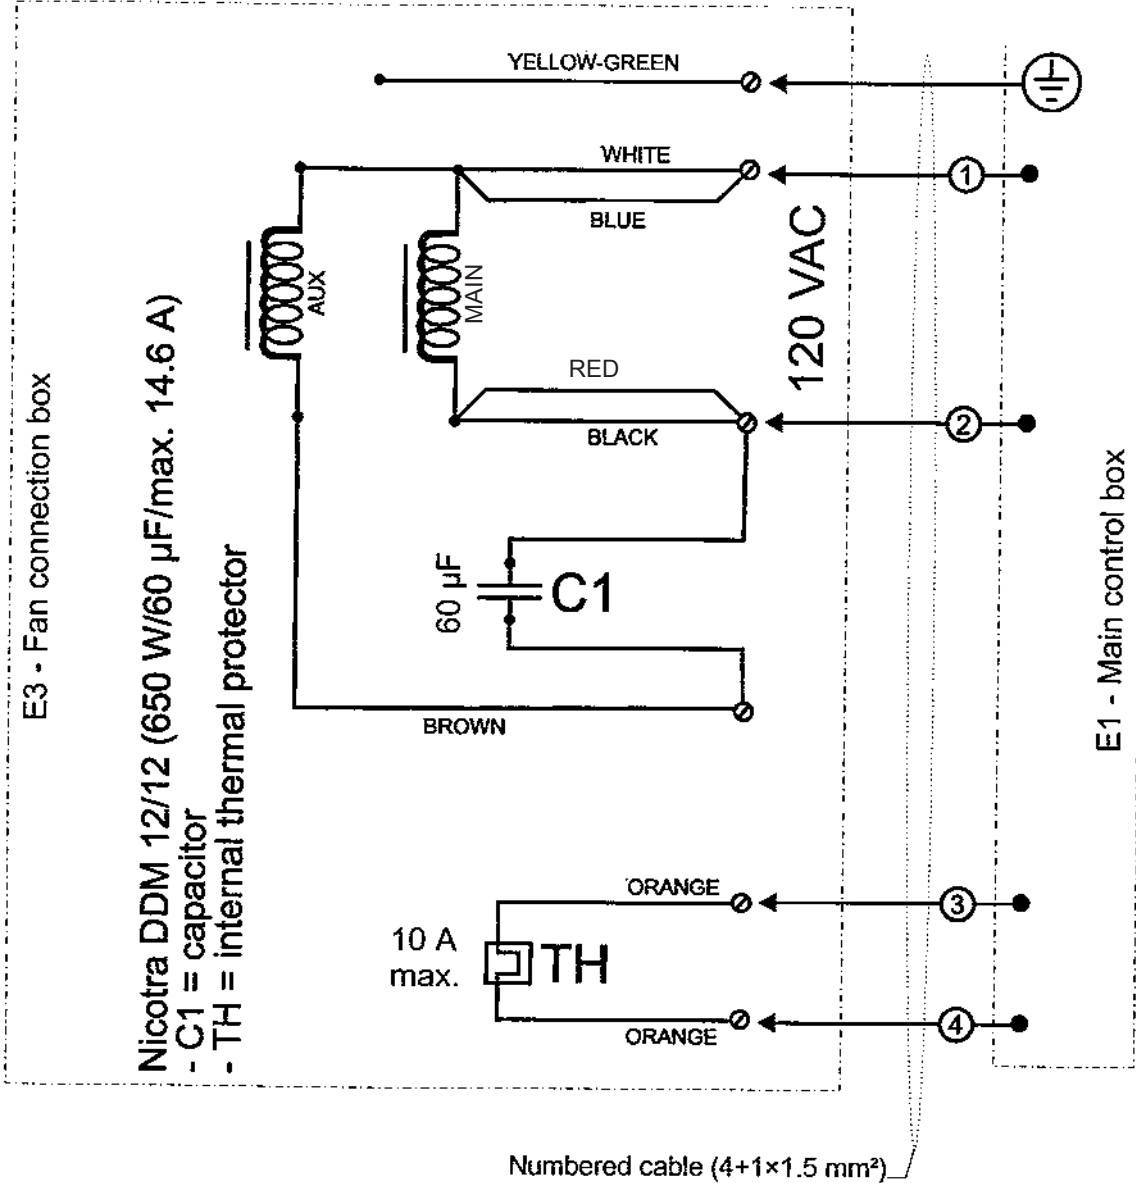 YELLOW-GREEN
WHITE
1
BLUE
120 VAC
AUX
MAIN
RED
BLACK
2
E3 - Fan connection box
Nicotra DDM 12/12 (650 W/60 µF/max. 14.6 A)
- C1 = capacitor
- TH = internal thermal protector
60 µF
C1
E1 - Main control box
BROWN
ORANGE
3
10 A
max.
TH
ORANGE
4
Numbered cable (4+1×1.5 mm²)